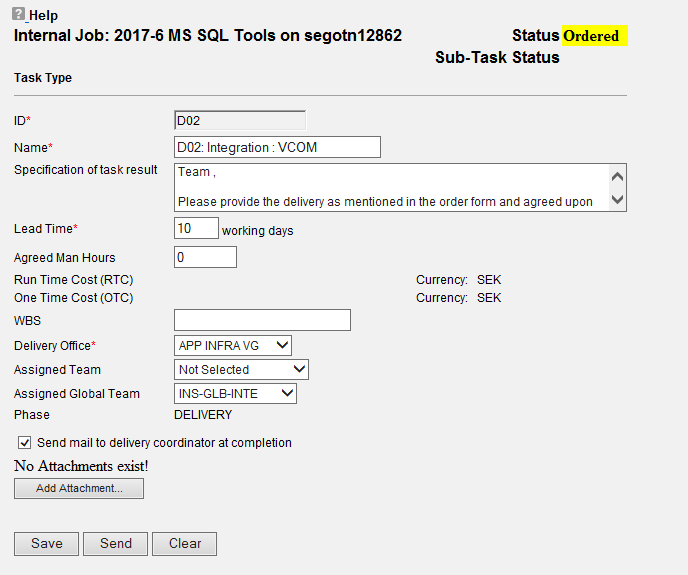 ? Help
Internal Job: 2017-6 MS SQL Tools on segotn12862 Status Ordered
Sub-Task Status
Task Type
ID* D02
Name* D02: Integration : VCOM
Specification of task result Team ,
Please provide the delivery as mentioned in the order form and agreed upon
Lead Time* 10 working days
Agreed Man Hours 0
Run Time Cost (RTC) Currency: SEK
One Time Cost (OTC) Currency: SEK
WBS
Delivery Office* APP INFRA VG
Assigned Team Not Selected
Assigned Global Team INS-GLB-INTE
Phase DELIVERY
Send mail to delivery coordinator at completion
No Attachments exist!
Add Attachment...
Save Send Clear